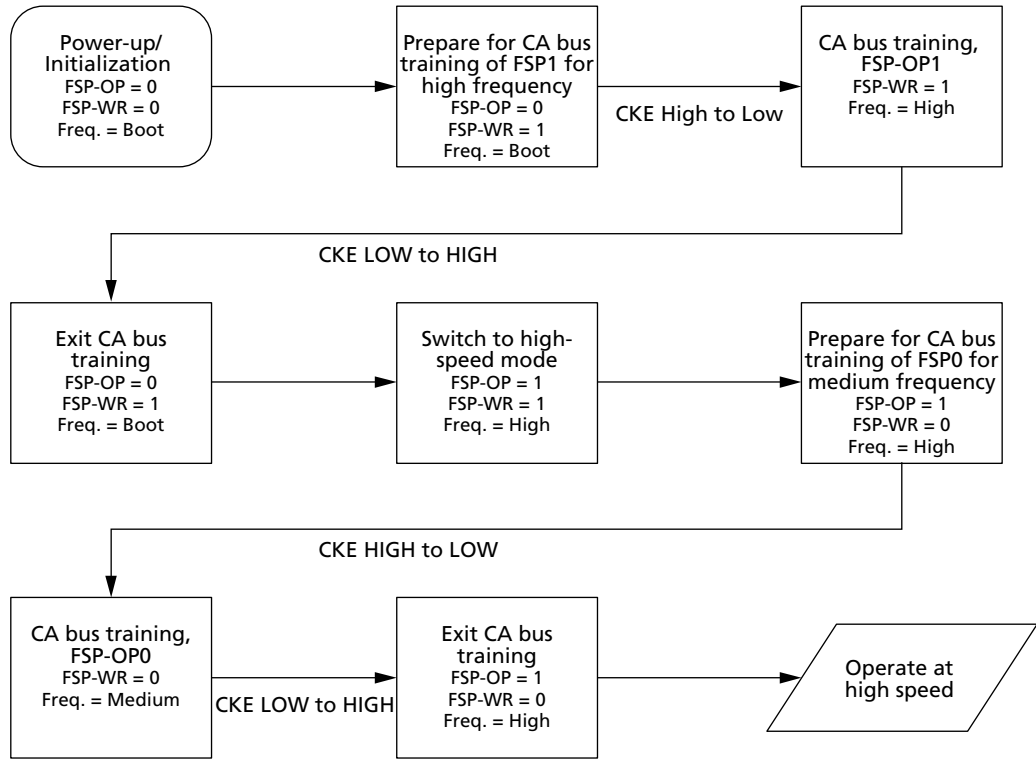 Power-up/
Initialization
FSP-OP = 0
FSP-WR = 0
Freq. = Boot
Prepare for CA bus
training of FSP1 for
high frequency
FSP-OP = 0
FSP-WR = 1
Freq. = Boot
CKE High to Low
CA bus training,
FSP-OP1
FSP-WR = 1
Freq. = High
CKE LOW to HIGH
Exit CA bus
training
FSP-OP = 0
FSP-WR = 1
Freq. = Boot
Switch to high-
speed mode
FSP-OP = 1
FSP-WR = 1
Freq. = High
Prepare for CA bus
training of FSP0 for
medium frequency
FSP-OP = 1
FSP-WR = 0
Freq. = High
CKE HIGH to LOW
CA bus training,
FSP-OP0
FSP-WR = 0
Freq. = Medium
CKE LOW to HIGH
Exit CA bus
training
FSP-OP = 1
FSP-WR = 0
Freq. = High
Operate at
high speed